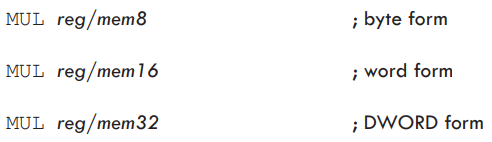 MUL reg/mem8 ; byte form
MUL reg/mem16 ; word form
MUL reg/mem32 ; DWORD form